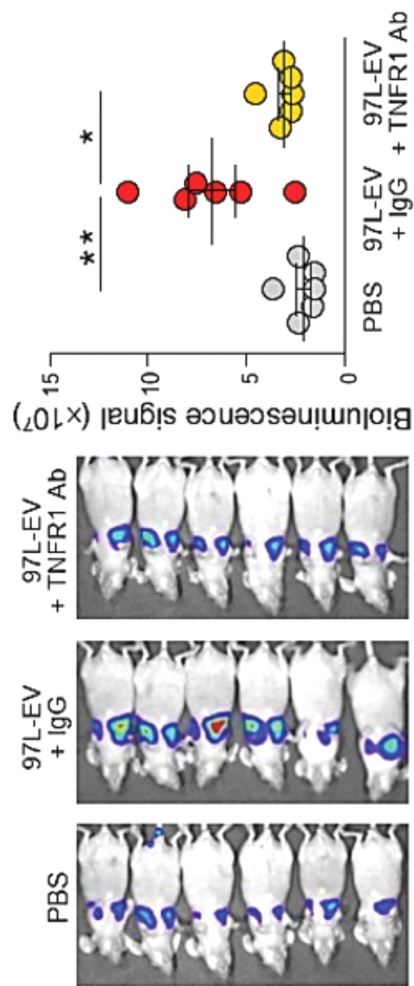 PBS
97L-EV
+ IgG
97L-EV
+ TNFR1 Ab
Bioluminescence signal (x10⁷)
15
10
5
0
**
*
PBS
97L-EV
+ IgG
97L-EV
+ TNFR1 Ab